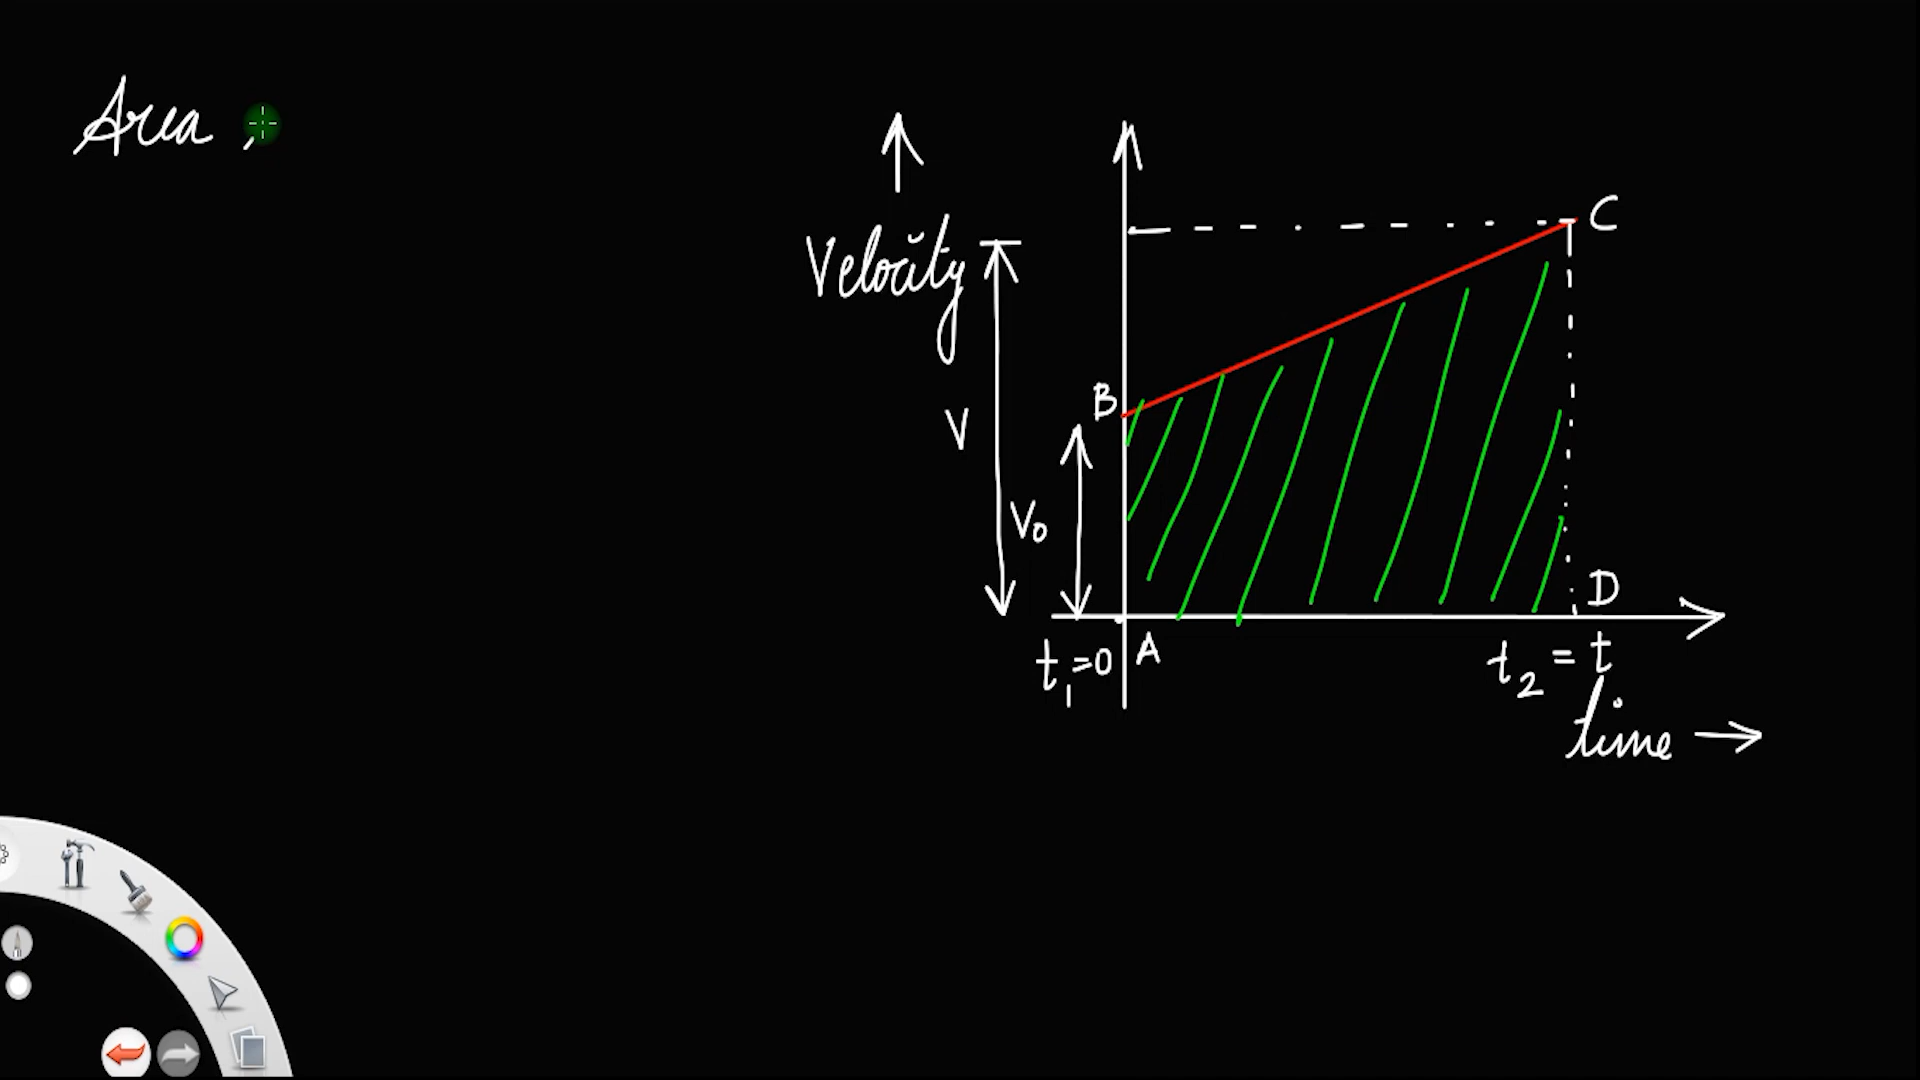 Area ,
Velocity
V
V₀
B
C
A
D
t₁=0
t₂ = t
time